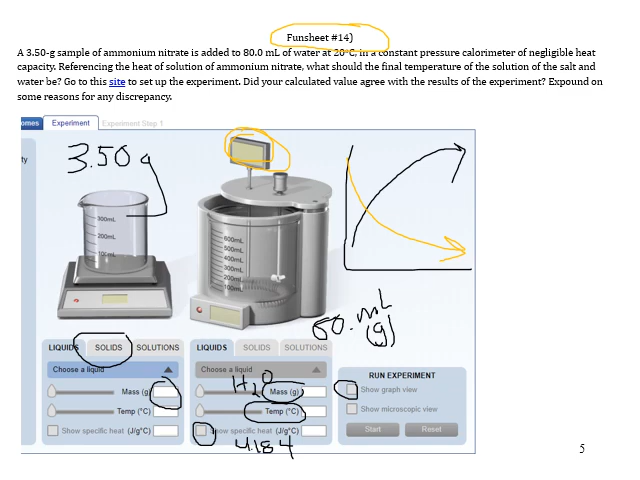 Funsheet #14)
A 3.50-g sample of ammonium nitrate is added to 80.0 mL of water at 20°C, in a constant pressure calorimeter of negligible heat
capacity. Referencing the heat of solution of ammonium nitrate, what should the final temperature of the solution of the salt and
water be? Go to this site to set up the experiment. Did your calculated value agree with the results of the experiment? Expound on
some reasons for any discrepancy.
omes Experiment Experiment Step 1
ty
3.50 g
300mL
200mL
100mL
600mL
500mL
400mL
300mL
200mL
100mL
80. mL
(g)
LIQUIDS SOLIDS SOLUTIONS
Choose a liquid
Mass (g)
Temp (°C)
Show specific heat (J/g°C)
LIQUIDS SOLIDS SOLUTIONS
Choose a liquid
H2O
Mass (g)
Temp (°C)
Show specific heat (J/g°C)
4.184
RUN EXPERIMENT
Show graph view
Show microscopic view
Start Reset
5